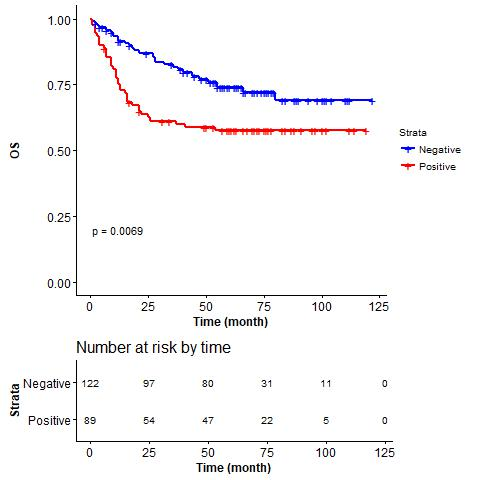 1.00
0.75
0.50
0.25
0.00
OS
p = 0.0069
Strata
Negative
Positive
0 25 50 75 100 125
Time (month)
Number at risk by time
Strata
Negative 122 97 80 31 11 0
Positive 89 54 47 22 5 0
0 25 50 75 100 125
Time (month)